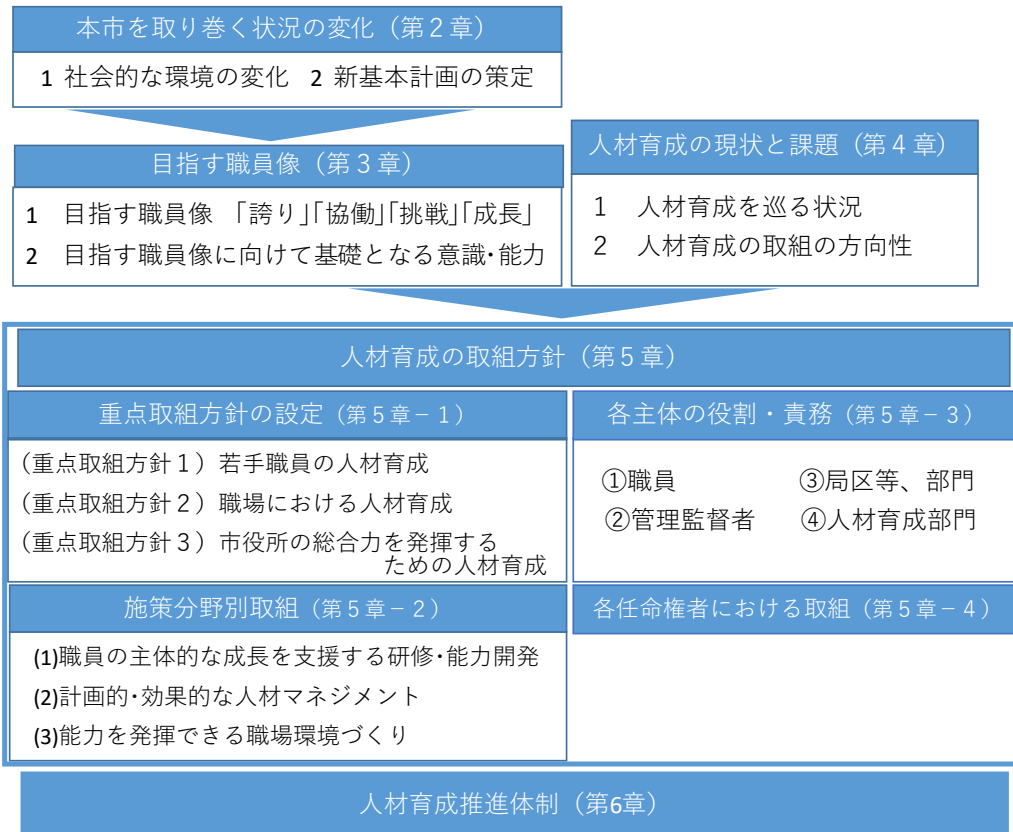 本市を取り巻く状況の変化（第２章）
1 社会的な環境の変化 2 新基本計画の策定
目指す職員像（第３章）
1 目指す職員像 「誇り」「協働」「挑戦」「成長」
2 目指す職員像に向けて基礎となる意識・能力
人材育成の現状と課題（第４章）
１ 人材育成を巡る状況
２ 人材育成の取組の方向性
人材育成の取組方針（第５章）
重点取組方針の設定（第５章－１）
（重点取組方針１）若手職員の人材育成
（重点取組方針２）職場における人材育成
（重点取組方針３）市役所の総合力を発揮する
ための人材育成
各主体の役割・責務（第５章－３）
①職員 ③局区等、部門
②管理監督者 ④人材育成部門
施策分野別取組（第５章－２）
(1)職員の主体的な成長を支援する研修・能力開発
(2)計画的・効果的な人材マネジメント
(3)能力を発揮できる職場環境づくり
各任命権者における取組（第５章－４）
人材育成推進体制（第6章）